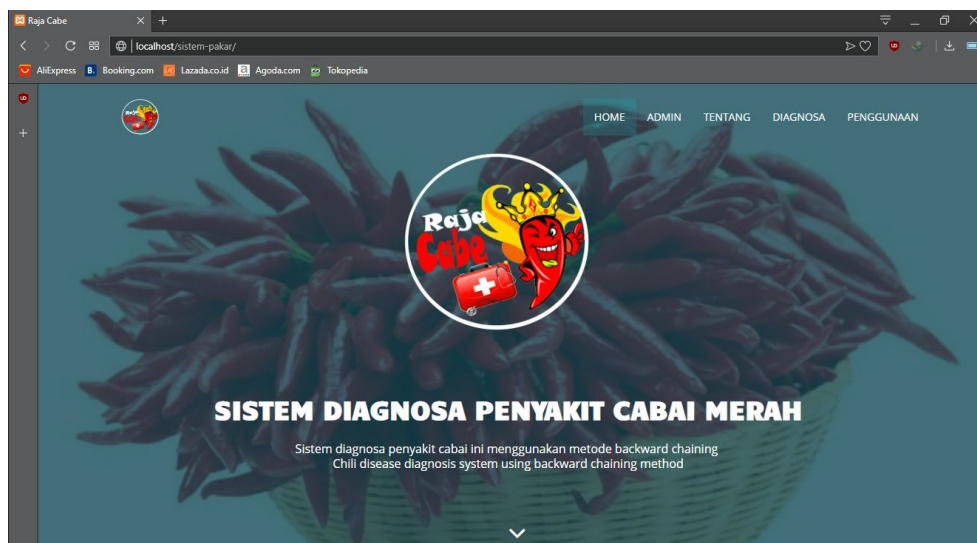 Raja Cabe
localhost/sistem-pakar/
AliExpress B. Booking.com Lazada.co.id a Agoda.com Tokopedia
HOME ADMIN TENTANG DIAGNOSA PENGGUNAAN
Raja
Cabe
SISTEM DIAGNOSA PENYAKIT CABAI MERAH
Sistem diagnosa penyakit cabai ini menggunakan metode backward chaining
Chili disease diagnosis system using backward chaining method